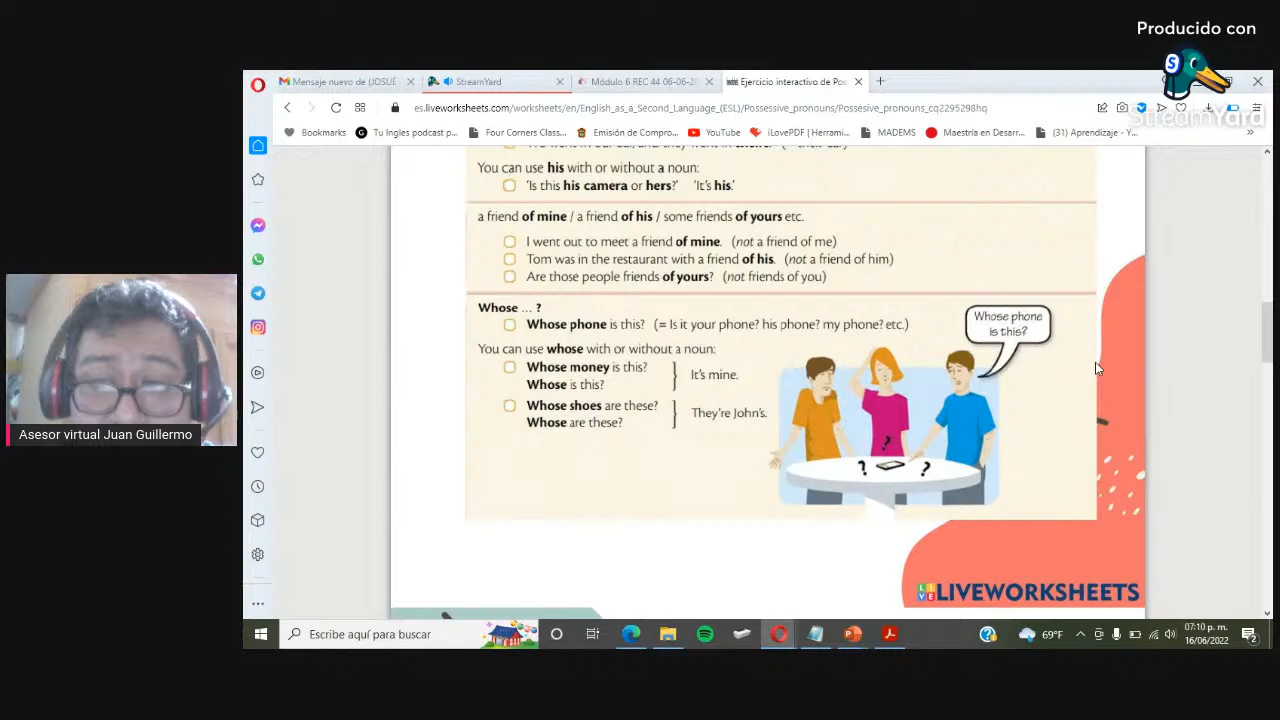 Producido con
StreamYard
Mensaje nuevo de (JOSUÉ
StreamYard
Módulo 6 REC 44 06-06-2
Ejercicio interactivo de Pos
es.liveworksheets.com/worksheets/en/English_as_a_Second_Language_(ESL)/Possessive_pronouns/Possesive_pronouns_cq2295298hq
Bookmarks
Tu Ingles podcast p...
Four Corners Class...
Emisión de Compro...
YouTube
iLovePDF | Herrami...
MADEMS
Maestría en Desarr...
(31) Aprendizaje - Y...
You can use his with or without a noun:
'Is this his camera or hers?' 'It's his.'
a friend of mine / a friend of his / some friends of yours etc.
I went out to meet a friend of mine. (not a friend of me)
Tom was in the restaurant with a friend of his. (not a friend of him)
Are those people friends of yours? (not friends of you)
Whose ... ?
Whose phone is this? (= Is it your phone? his phone? my phone? etc.)
You can use whose with or without a noun:
Whose money is this?
Whose is this?
It's mine.
Whose shoes are these?
Whose are these?
They're John's.
Whose phone
is this?
? ? ?
LIVEWORKSHEETS
Asesor virtual Juan Guillermo
Escribe aquí para buscar
69°F
07:10 p. m.
16/06/2022
2